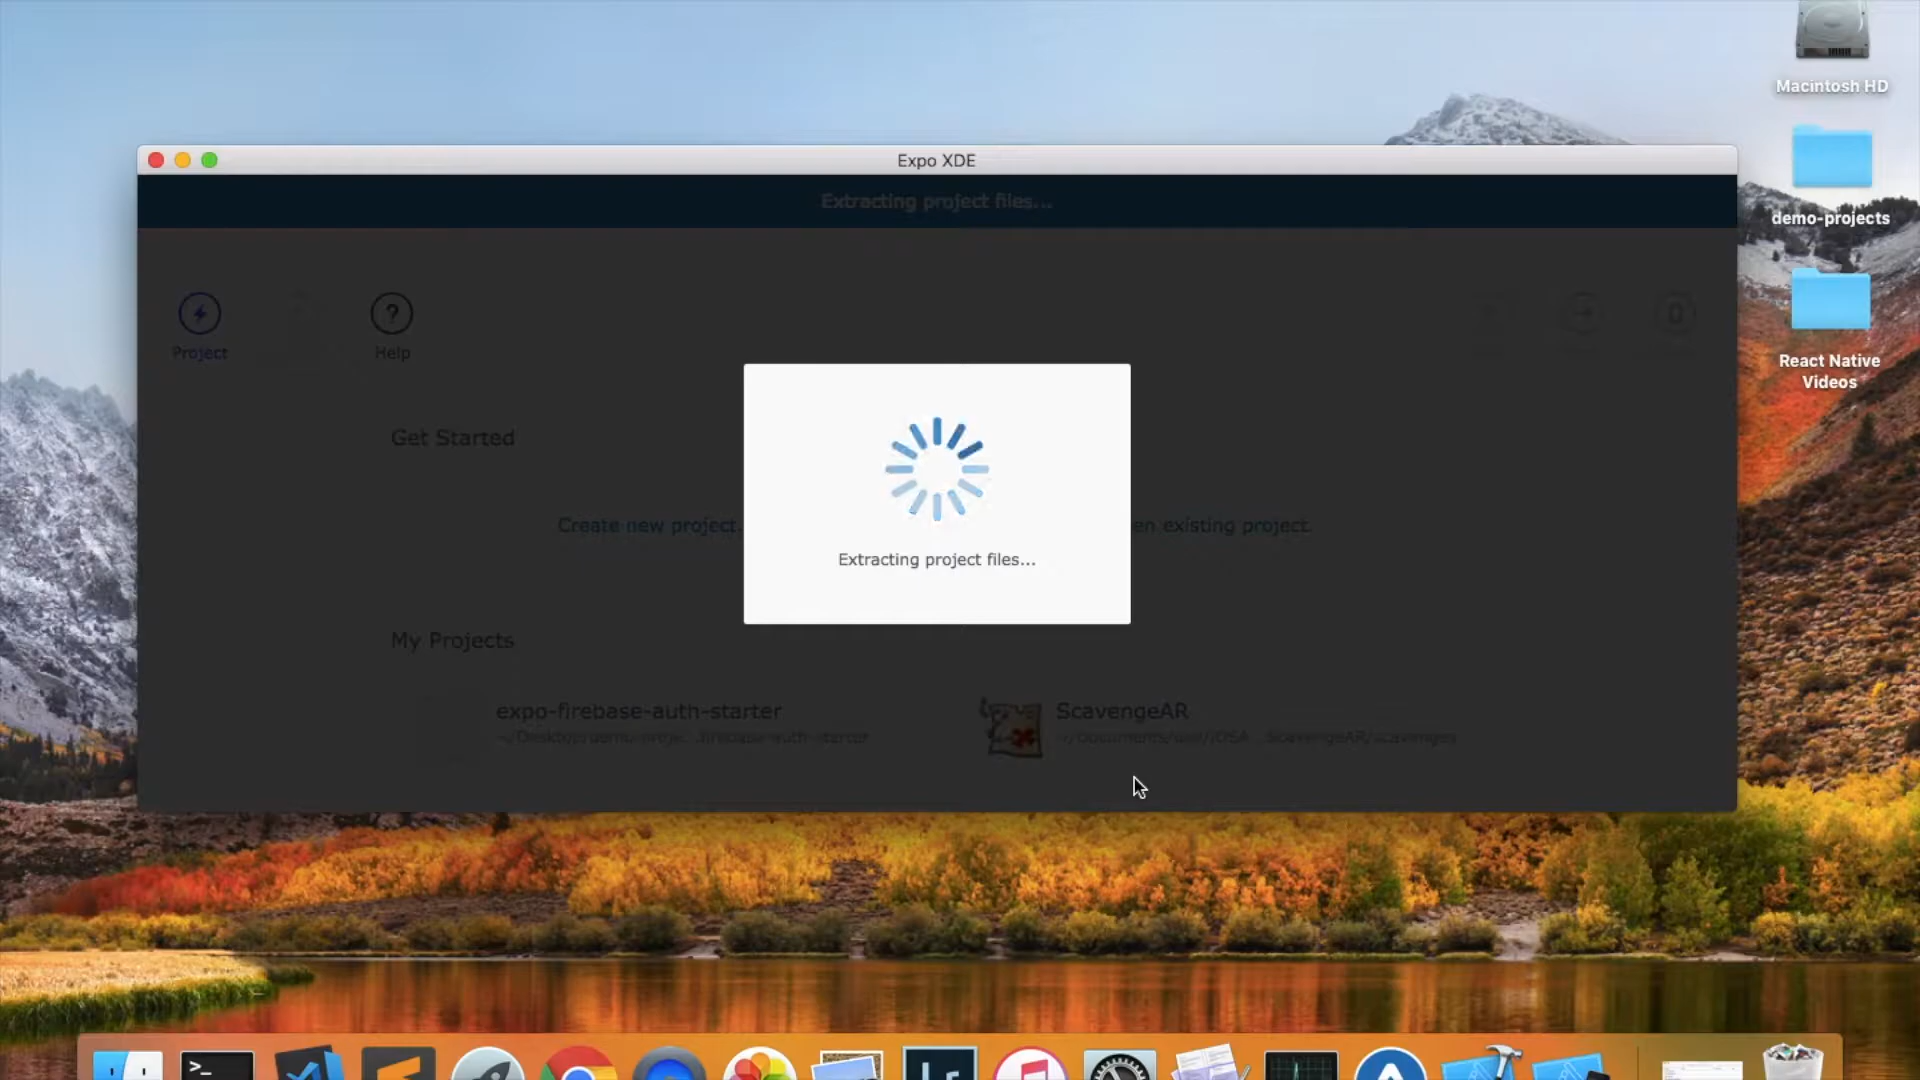 Macintosh HD
Expo XDE
Extracting project files...
demo-projects
Project
Help
React Native
Videos
Get Started
Create new project.
en existing project.
Extracting project files...
My Projects
expo-firebase-auth-starter
ScavengeAR
>_
Lr